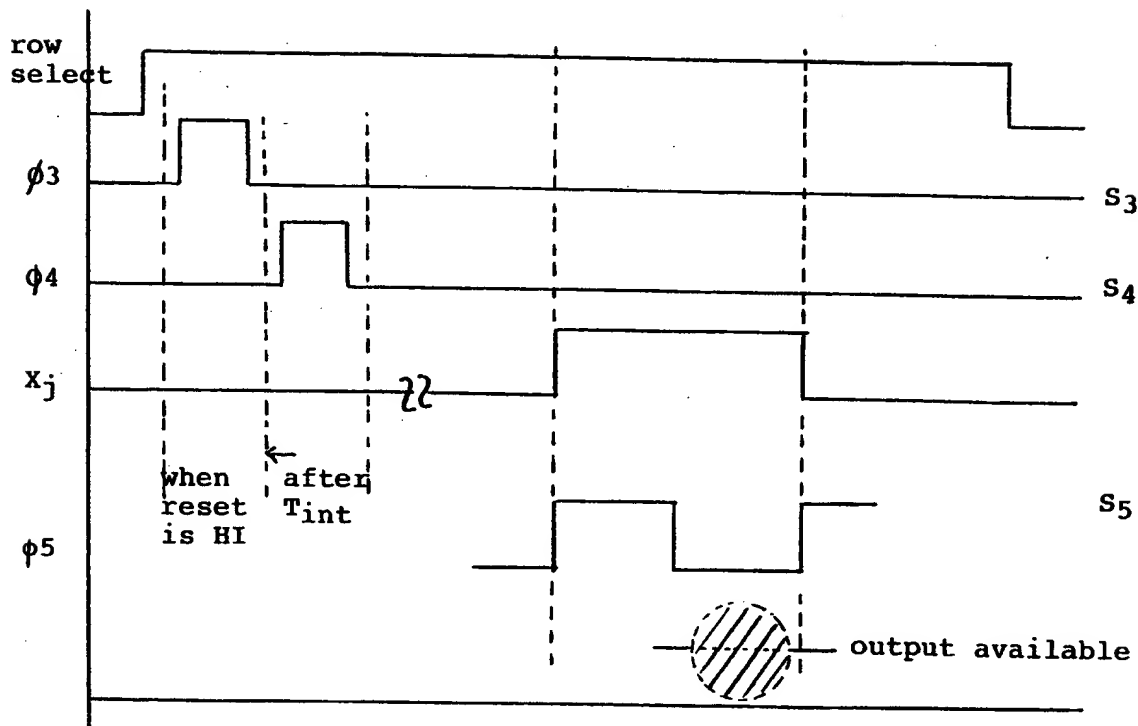 row
select
ϕ3
S3
ϕ4
S4
Xj
when
reset
is HI
after
Tint
S5
ϕ5
output available